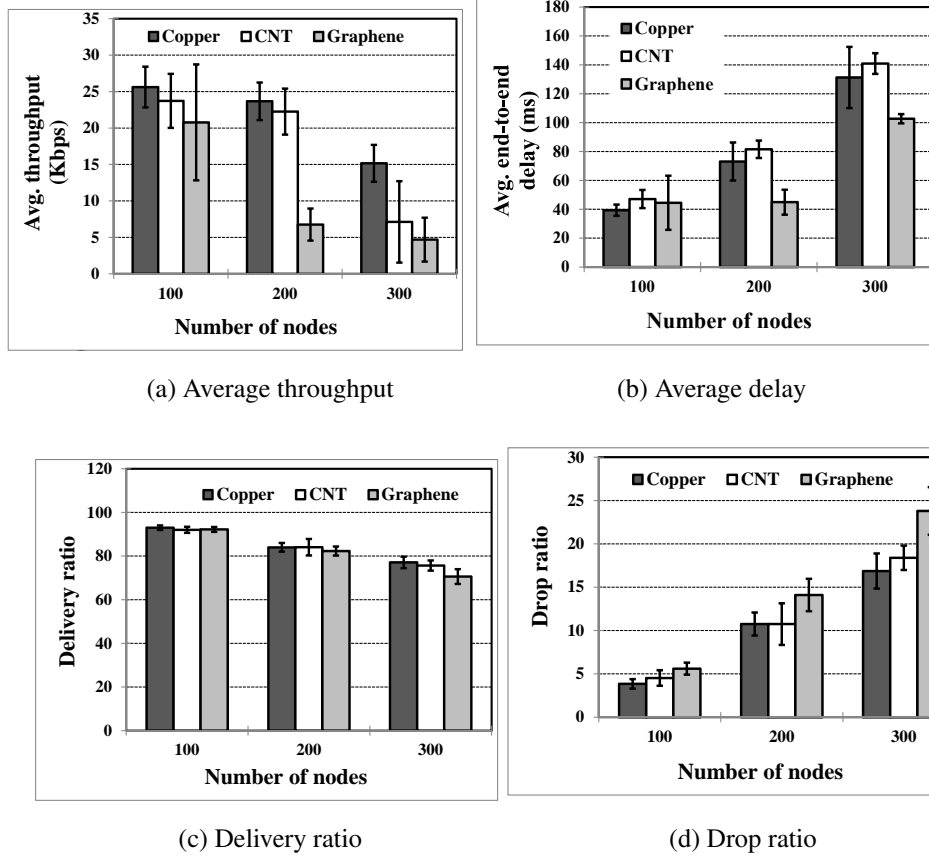 35
30
25
20
15
10
5
0
Avg. throughput
(Kbps)
Copper CNT Graphene
100 200 300
Number of nodes
(a) Average throughput
180
160
140
120
100
80
60
40
20
0
Avg. end-to-end
delay (ms)
Copper
CNT
Graphene
100 200 300
Number of nodes
(b) Average delay
120
100
80
60
40
20
0
Delivery ratio
Copper CNT Graphene
100 200 300
Number of nodes
(c) Delivery ratio
30
25
20
15
10
5
0
Drop ratio
Copper CNT Graphene
100 200 300
Number of nodes
(d) Drop ratio